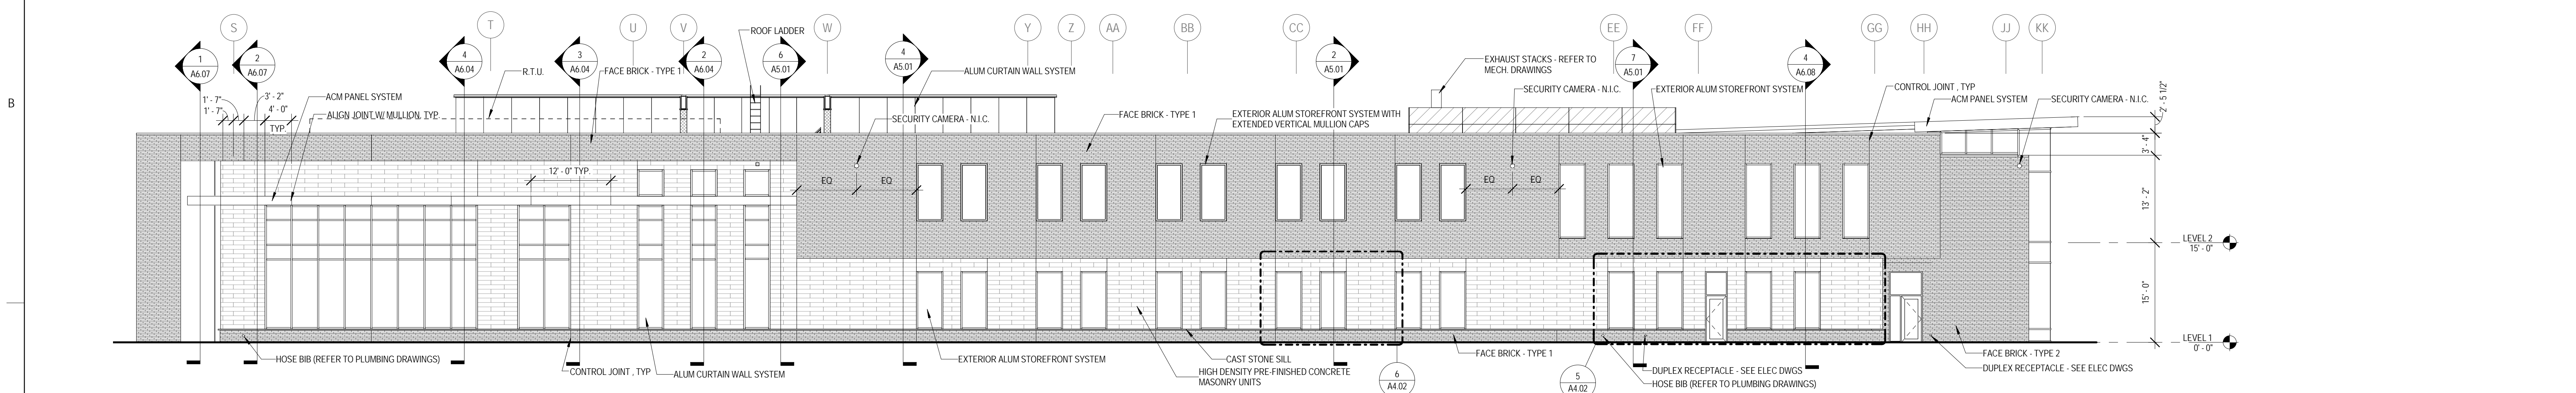 S
T
U
V
W
Y
Z
AA
BB
CC
EE
FF
GG
HH
JJ
KK
1
A6.07
2
A6.07
4
A6.04
3
A6.04
2
A6.04
6
A5.01
4
A5.01
2
A5.01
7
A5.01
4
A6.08
B
ROOF LADDER
R.T.U.
FACE BRICK - TYPE 1
ALUM CURTAIN WALL SYSTEM
EXHAUST STACKS - REFER TO
MECH. DRAWINGS
SECURITY CAMERA - N.I.C.
EXTERIOR ALUM STOREFRONT SYSTEM
CONTROL JOINT , TYP
ACM PANEL SYSTEM
SECURITY CAMERA - N.I.C.
1' - 7"
1' - 7"
3' - 2"
4' - 0"
TYP.
ACM PANEL SYSTEM
ALIGN JOINT W/ MULLION, TYP.
SECURITY CAMERA - N.I.C.
FACE BRICK - TYPE 1
EXTERIOR ALUM STOREFRONT SYSTEM WITH
EXTENDED VERTICAL MULLION CAPS
12' - 0" TYP.
EQ
EQ
EQ
EQ
2' - 5 1/2"
3' - 4"
13' - 2"
15' - 0"
LEVEL 2
15' - 0"
LEVEL 1
0' - 0"
HOSE BIB (REFER TO PLUMBING DRAWINGS)
CONTROL JOINT , TYP
ALUM CURTAIN WALL SYSTEM
EXTERIOR ALUM STOREFRONT SYSTEM
CAST STONE SILL
HIGH DENSITY PRE-FINISHED CONCRETE
MASONRY UNITS
6
A4.02
FACE BRICK - TYPE 1
5
A4.02
DUPLEX RECEPTACLE - SEE ELEC DWGS
HOSE BIB (REFER TO PLUMBING DRAWINGS)
FACE BRICK - TYPE 2
DUPLEX RECEPTACLE - SEE ELEC DWGS